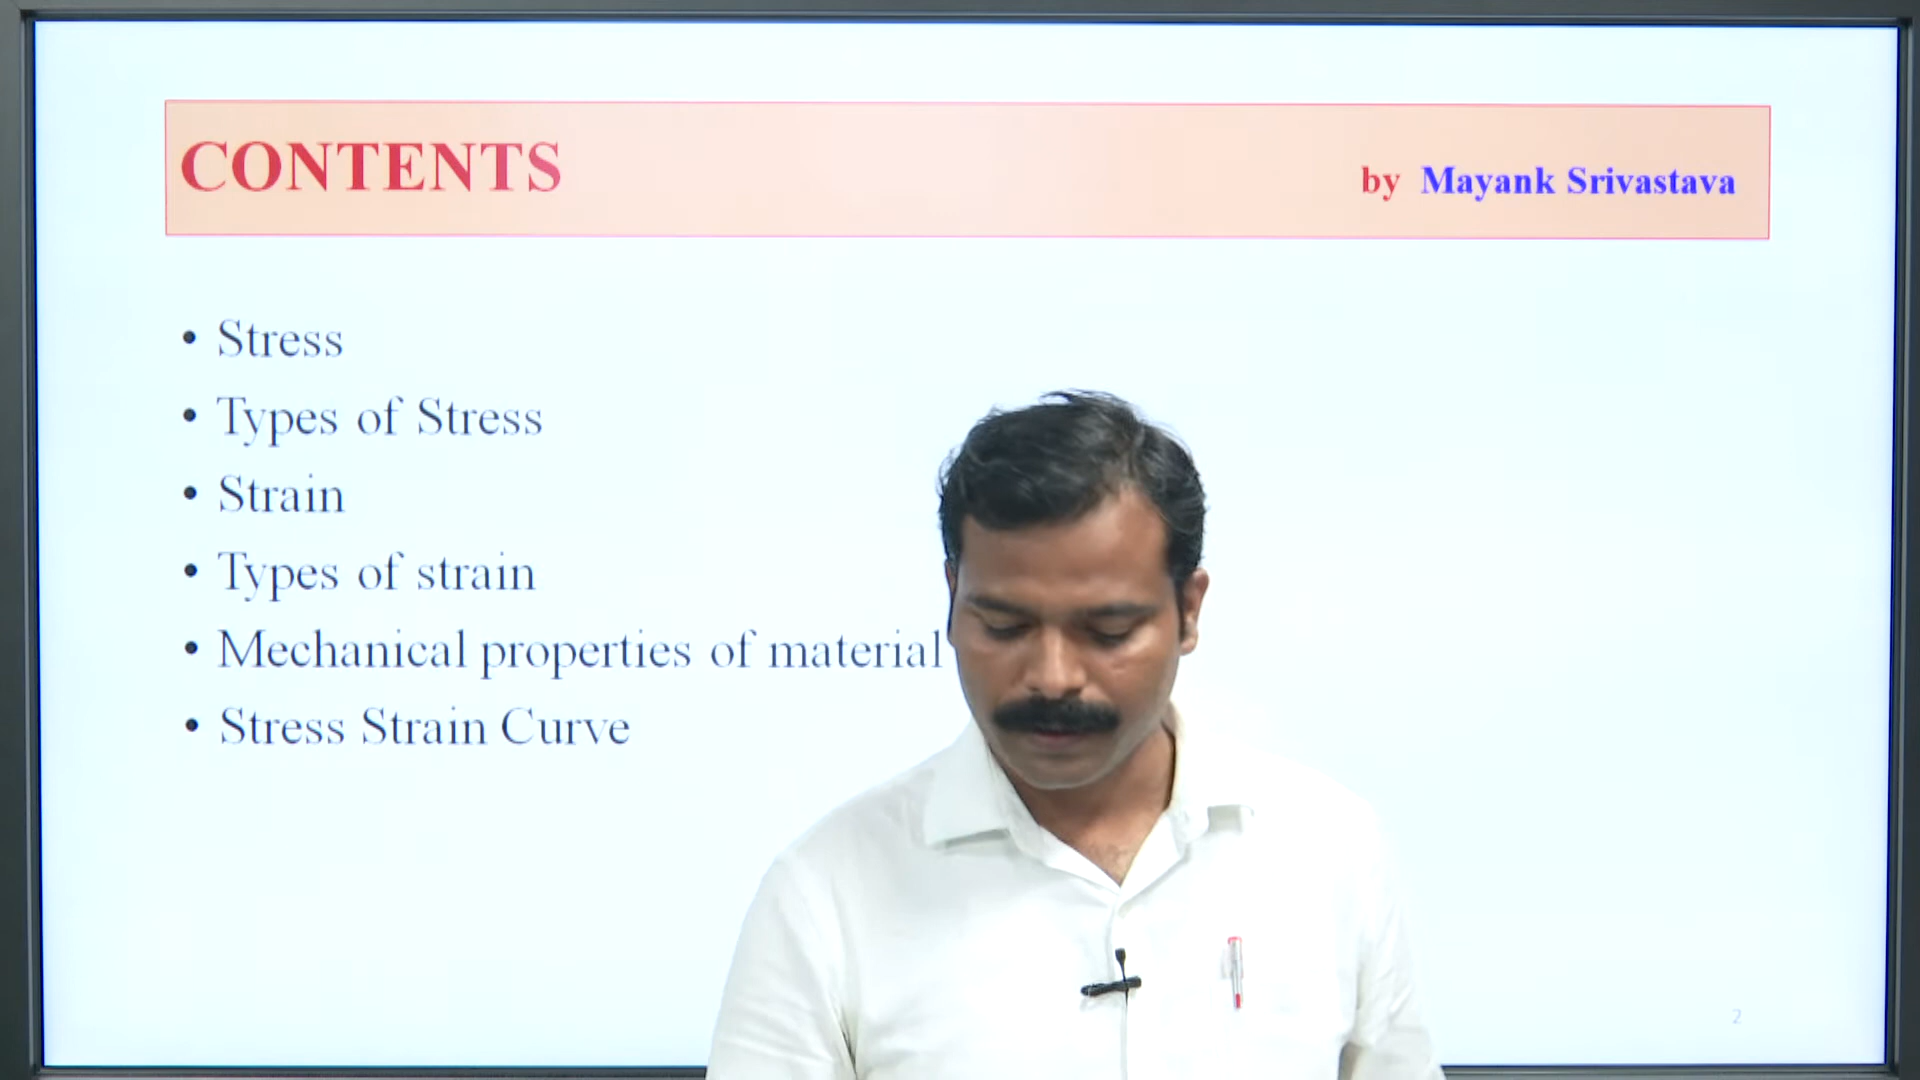 CONTENTS
by Mayank Srivastava
• Stress
• Types of Stress
• Strain
• Types of strain
• Mechanical properties of material
• Stress Strain Curve
2